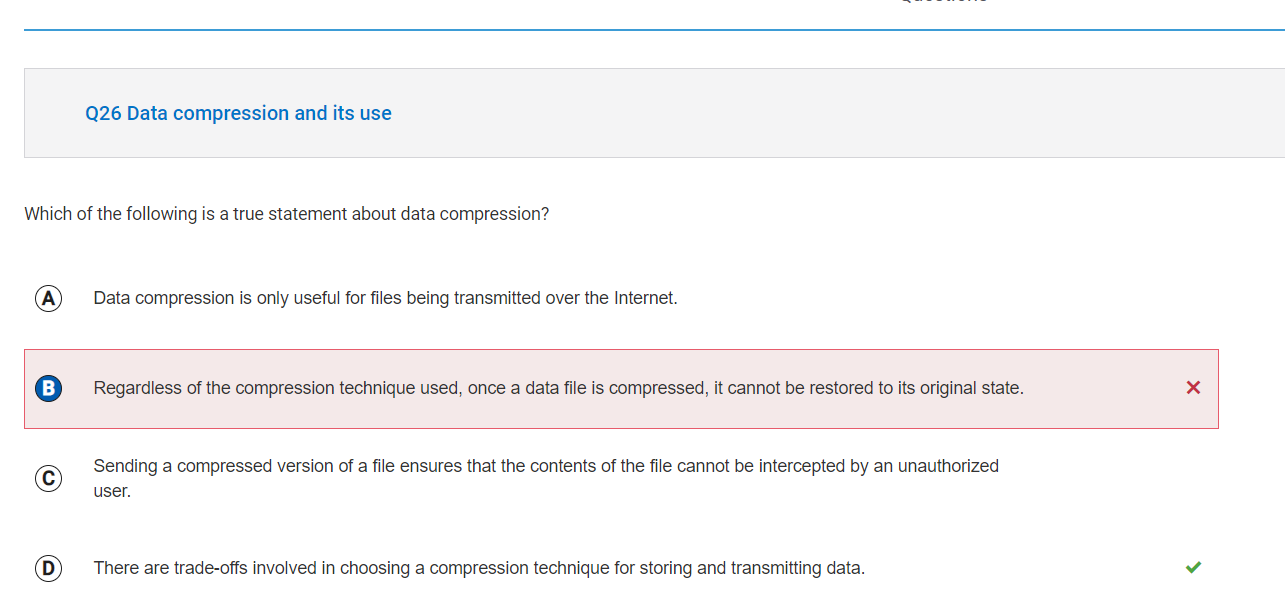 Q26 Data compression and its use
Which of the following is a true statement about data compression?
A Data compression is only useful for files being transmitted over the Internet.
B Regardless of the compression technique used, once a data file is compressed, it cannot be restored to its original state.
C Sending a compressed version of a file ensures that the contents of the file cannot be intercepted by an unauthorized
user.
D There are trade-offs involved in choosing a compression technique for storing and transmitting data.